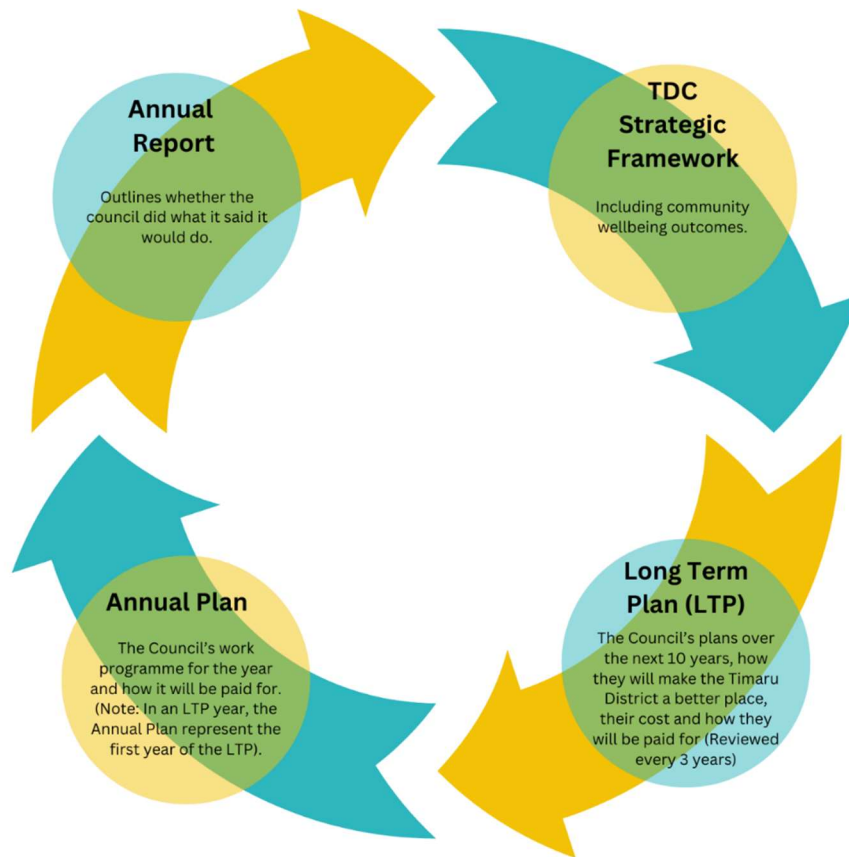 Annual
Report
Outlines whether the
council did what it said it
would do.
TDC
Strategic
Framework
Including community
wellbeing outcomes.
Long Term
Plan (LTP)
The Council’s plans over
the next 10 years, how
they will make the Timaru
District a better place,
their cost and how they
will be paid for (Reviewed
every 3 years)
Annual Plan
The Council’s work
programme for the year
and how it will be paid for.
(Note: In an LTP year, the
Annual Plan represent the
first year of the LTP).